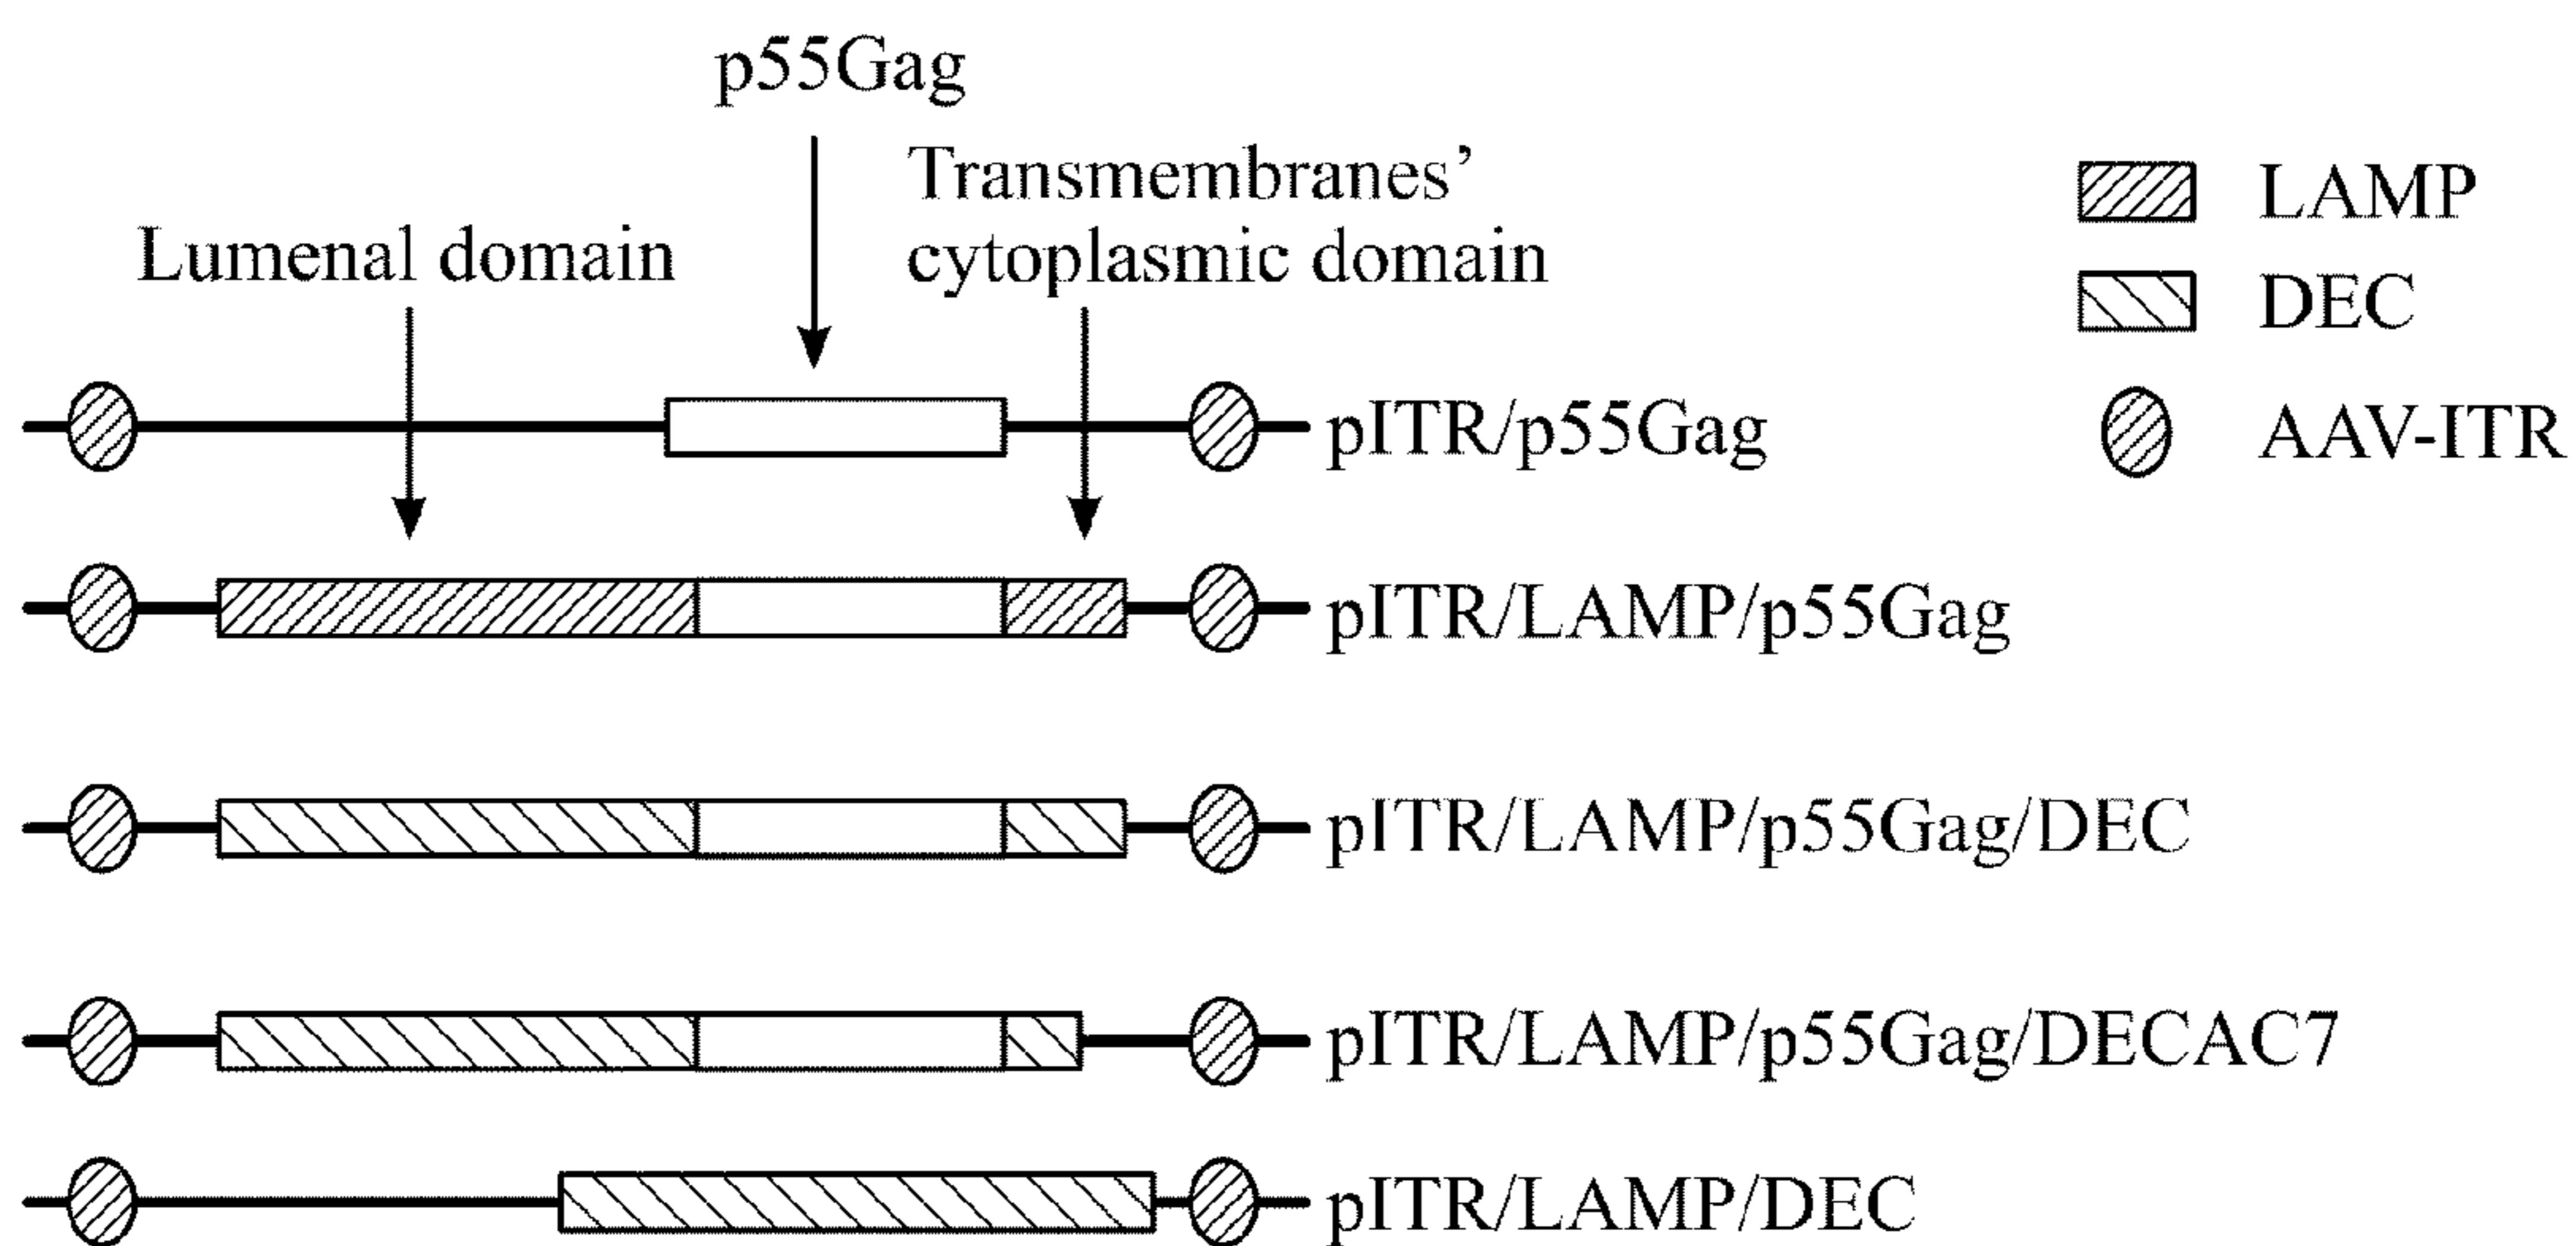 p55Gag
Transmembranes’
cytoplasmic domain
Lumenal domain
LAMP
DEC
AAV-ITR
pITR/p55Gag
pITR/LAMP/p55Gag
pITR/LAMP/p55Gag/DEC
pITR/LAMP/p55Gag/DECAC7
pITR/LAMP/DEC